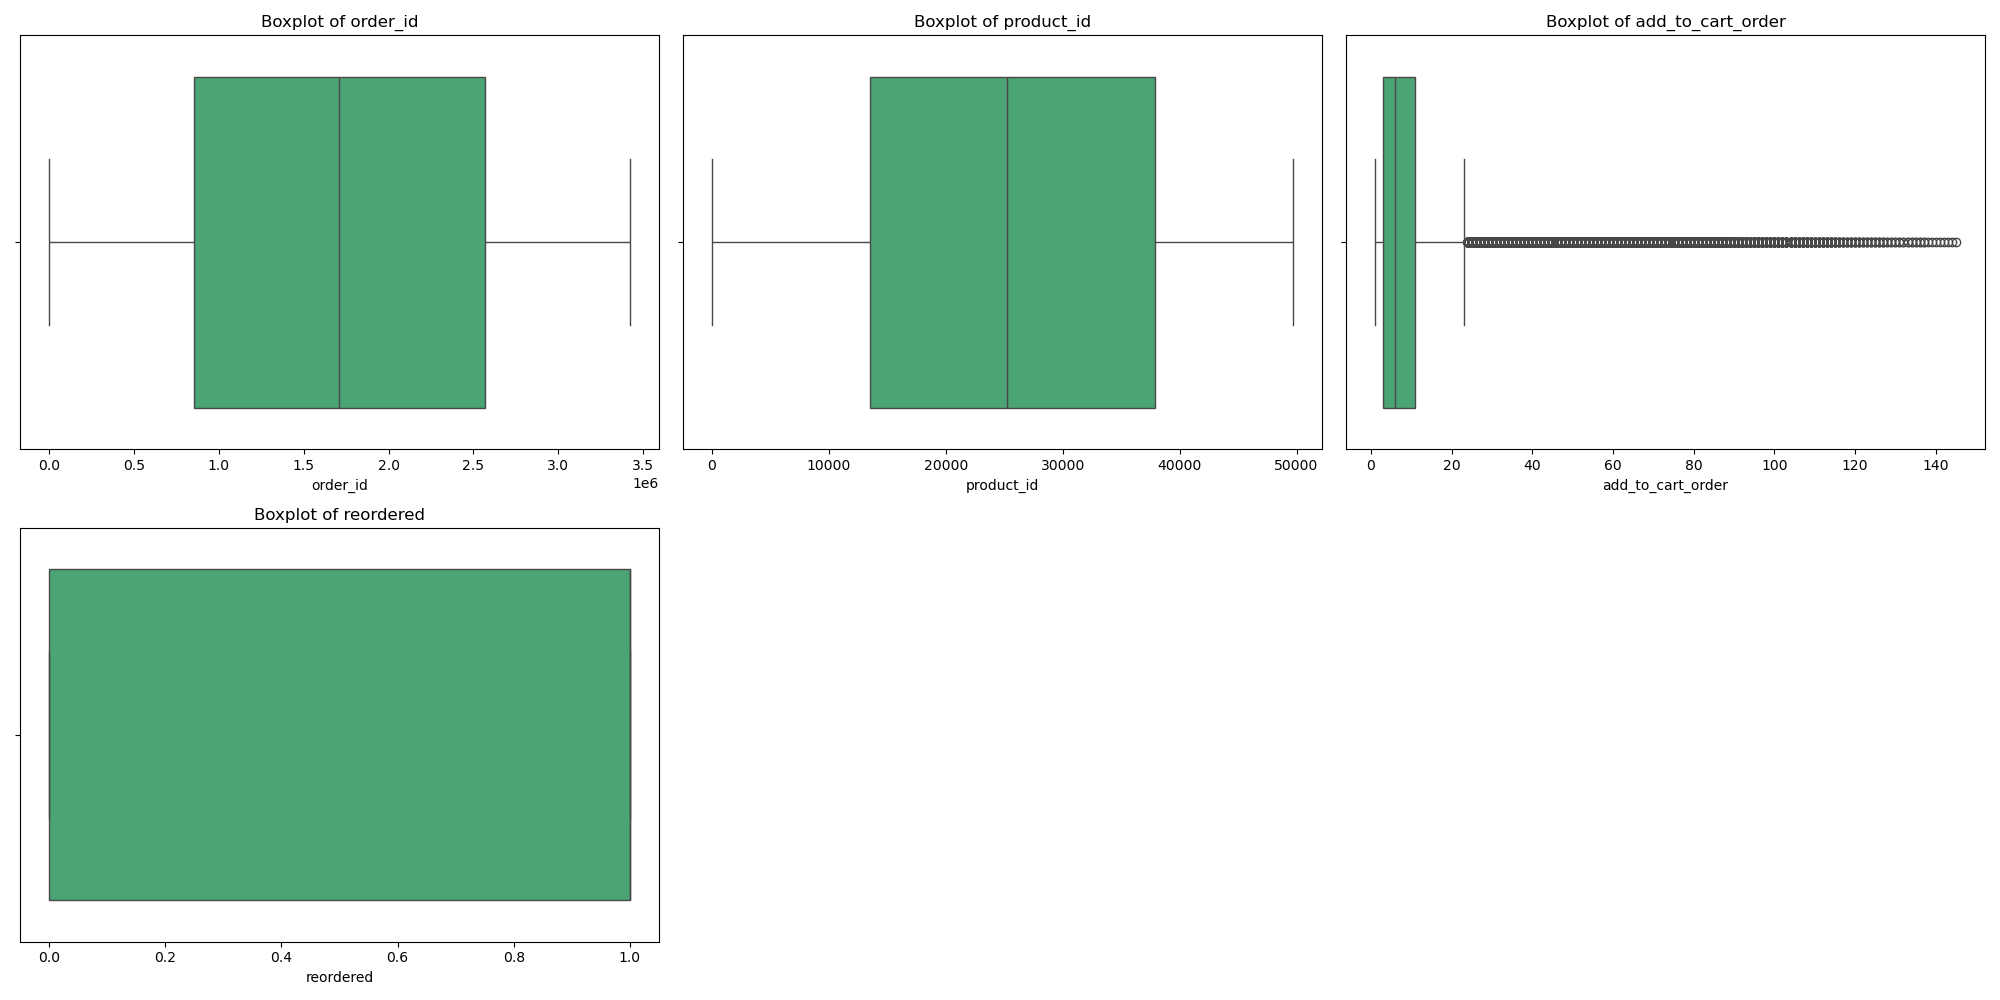 Boxplot of order_id
0.0 0.5 1.0 1.5 2.0 2.5 3.0 3.5
1e6
order_id
Boxplot of product_id
0 10000 20000 30000 40000 50000
product_id
Boxplot of add_to_cart_order
0 20 40 60 80 100 120 140
add_to_cart_order
Boxplot of reordered
0.0 0.2 0.4 0.6 0.8 1.0
reordered